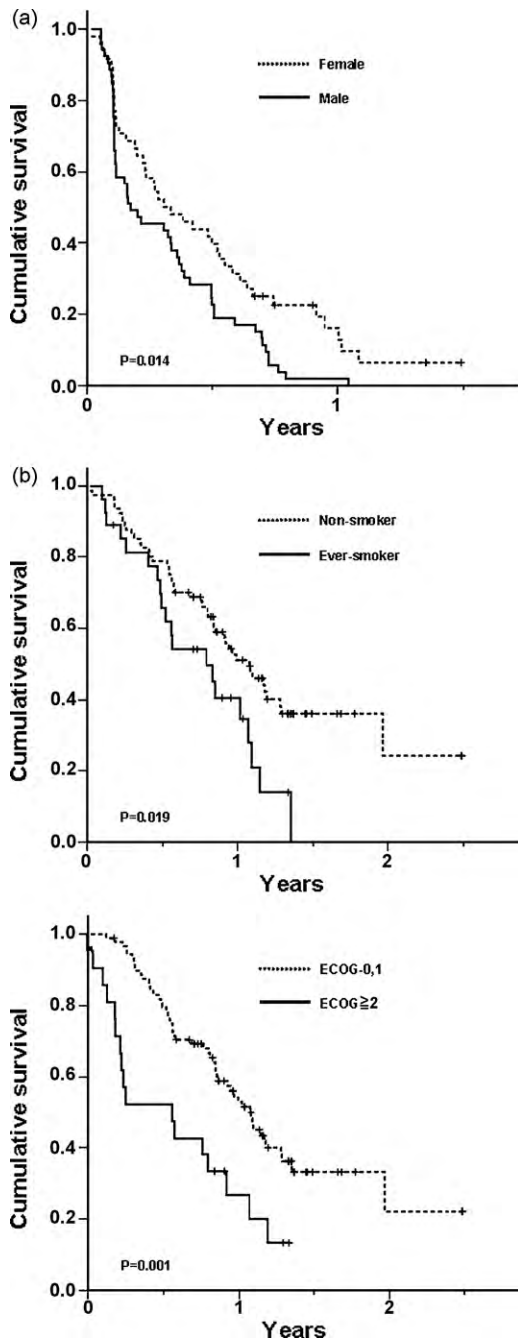 (a)
Cumulative survival
1.0
0.8
0.6
0.4
0.2
0.0
Female
Male
P=0.014
0
1
Years
(b)
Cumulative survival
1.0
0.8
0.6
0.4
0.2
0.0
Non-smoker
Ever-smoker
P=0.019
0
1
2
Years
Cumulative survival
1.0
0.8
0.6
0.4
0.2
0.0
ECOG-0,1
ECOG≧2
P=0.001
0
1
2
Years